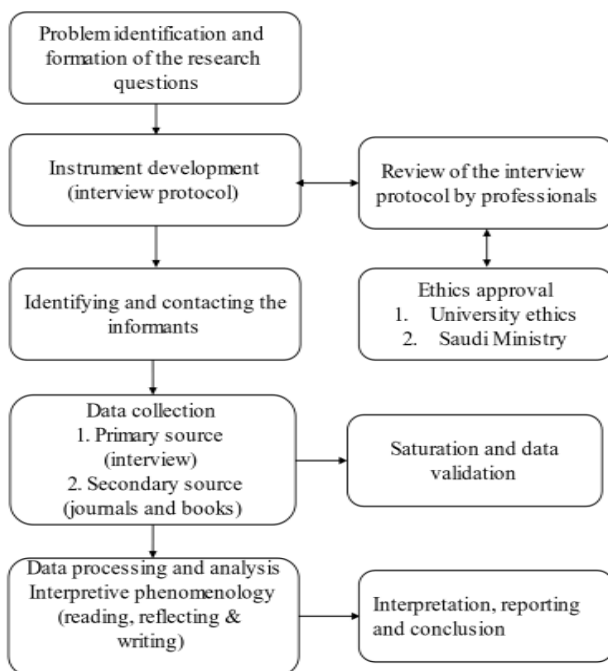 Problem identification and
formation of the research
questions
Instrument development
(interview protocol)
Review of the interview
protocol by professionals
Identifying and contacting the
informants
Ethics approval
1. University ethics
2. Saudi Ministry
Data collection
1. Primary source
(interview)
2. Secondary source
(journals and books)
Saturation and data
validation
Data processing and analysis
Interpretive phenomenology
(reading, reflecting &
writing)
Interpretation, reporting
and conclusion